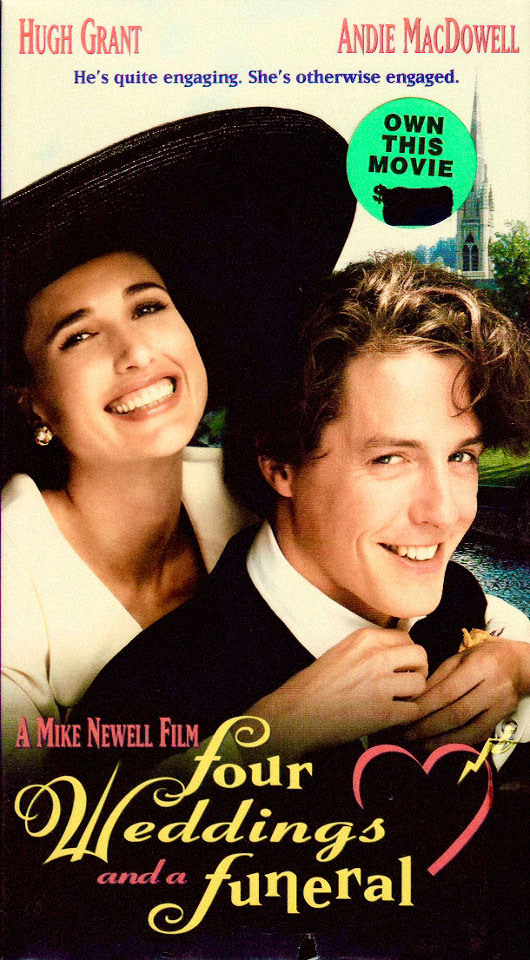 HUGH GRANT
ANDIE MACDOWELL
He's quite engaging. She's otherwise engaged.
OWN
THIS
MOVIE
$
A MIKE NEWELL FILM
four
Weddings
and a
funeral